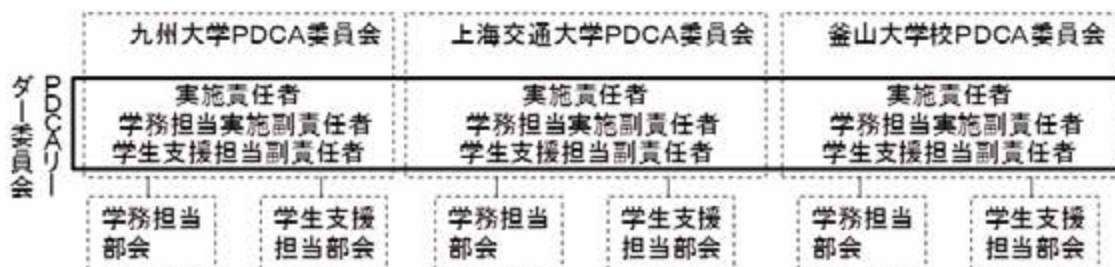 九州大学PDCA委員会
上海交通大学PDCA委員会
釜山大学校PDCA委員会
PDCAリー
ダー委員会
実施責任者
学務担当実施副責任者
学生支援担当副責任者
実施責任者
学務担当実施副責任者
学生支援担当副責任者
実施責任者
学務担当実施副責任者
学生支援担当副責任者
学務担当
部会
学生支援
担当部会
学務担当
部会
学生支援
担当部会
学務担当
部会
学生支援
担当部会